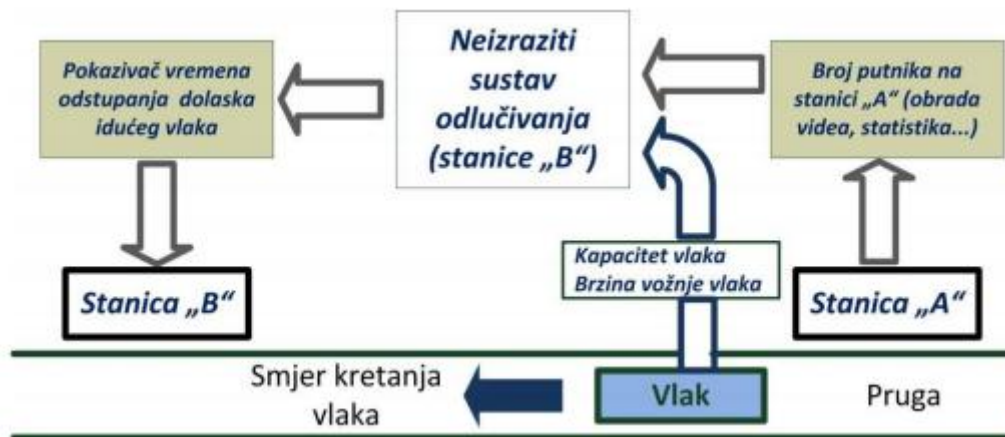 Pokazivač vremena
odstupanja dolaska
idućeg vlaka
Neizraziti
sustav
odlučivanja
(stanice „B“)
Broj putnika na
stanici „A“ (obrada
videa, statistika...)
Kapacitet vlaka
Brzina vožnje vlaka
Stanica „B“
Stanica „A“
Smjer kretanja
vlaka
Vlak
Pruga